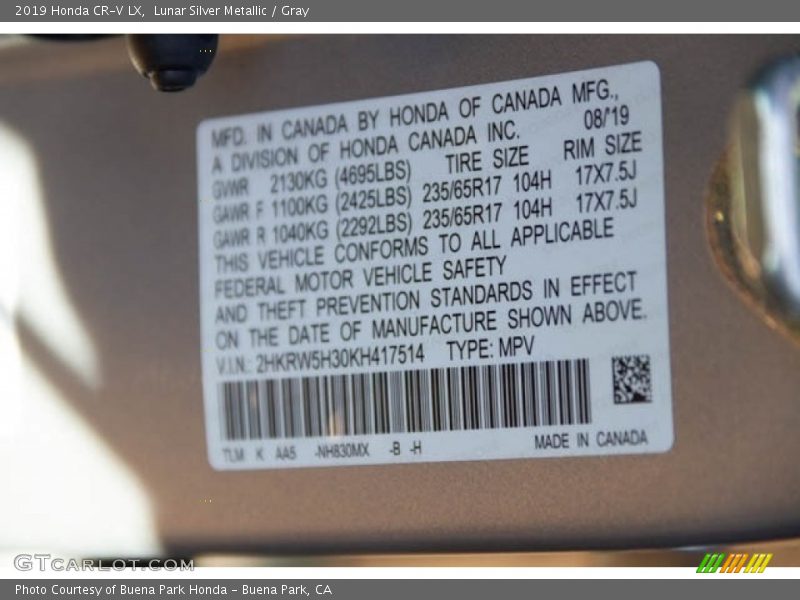 2019 Honda CR-V LX, Lunar Silver Metallic / Gray
MFD. IN CANADA BY HONDA OF CANADA MFG.,
A DIVISION OF HONDA CANADA INC. 08/'19
GVWR 2130KG (4695LBS) TIRE SIZE RIM SIZE
GAWR F 1100KG (2425LBS) 235/65R17 104H 17X7.5J
GAWR R 1040KG (2292LBS) 235/65R17 104H 17X7.5J
THIS VEHICLE CONFORMS TO ALL APPLICABLE
FEDERAL MOTOR VEHICLE SAFETY
AND THEFT PREVENTION STANDARDS IN EFFECT
ON THE DATE OF MANUFACTURE SHOWN ABOVE.
V.I.N.: 2HKRW5H30KH417514 TYPE: MPV
TLM K AA5 -NH830MX -B -H MADE IN CANADA
GTCARLOT.COM
Photo Courtesy of Buena Park Honda - Buena Park, CA